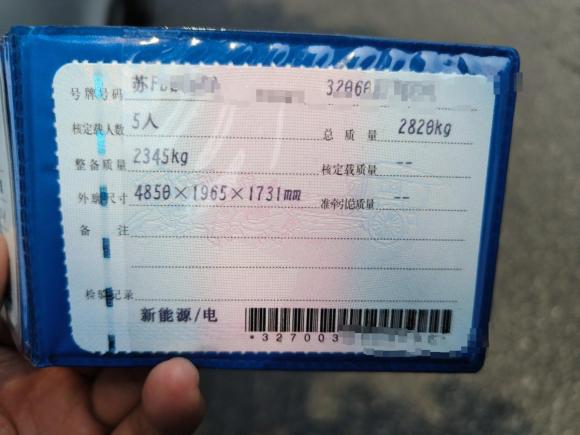 号牌号码 苏F 32060
核定载人数 5人 总质量 2820kg
整备质量 2345kg 核定载质量 --
外廓尺寸 4850×1965×1731mm 准牵引总质量 --
备注
检验记录
新能源/电
*327003